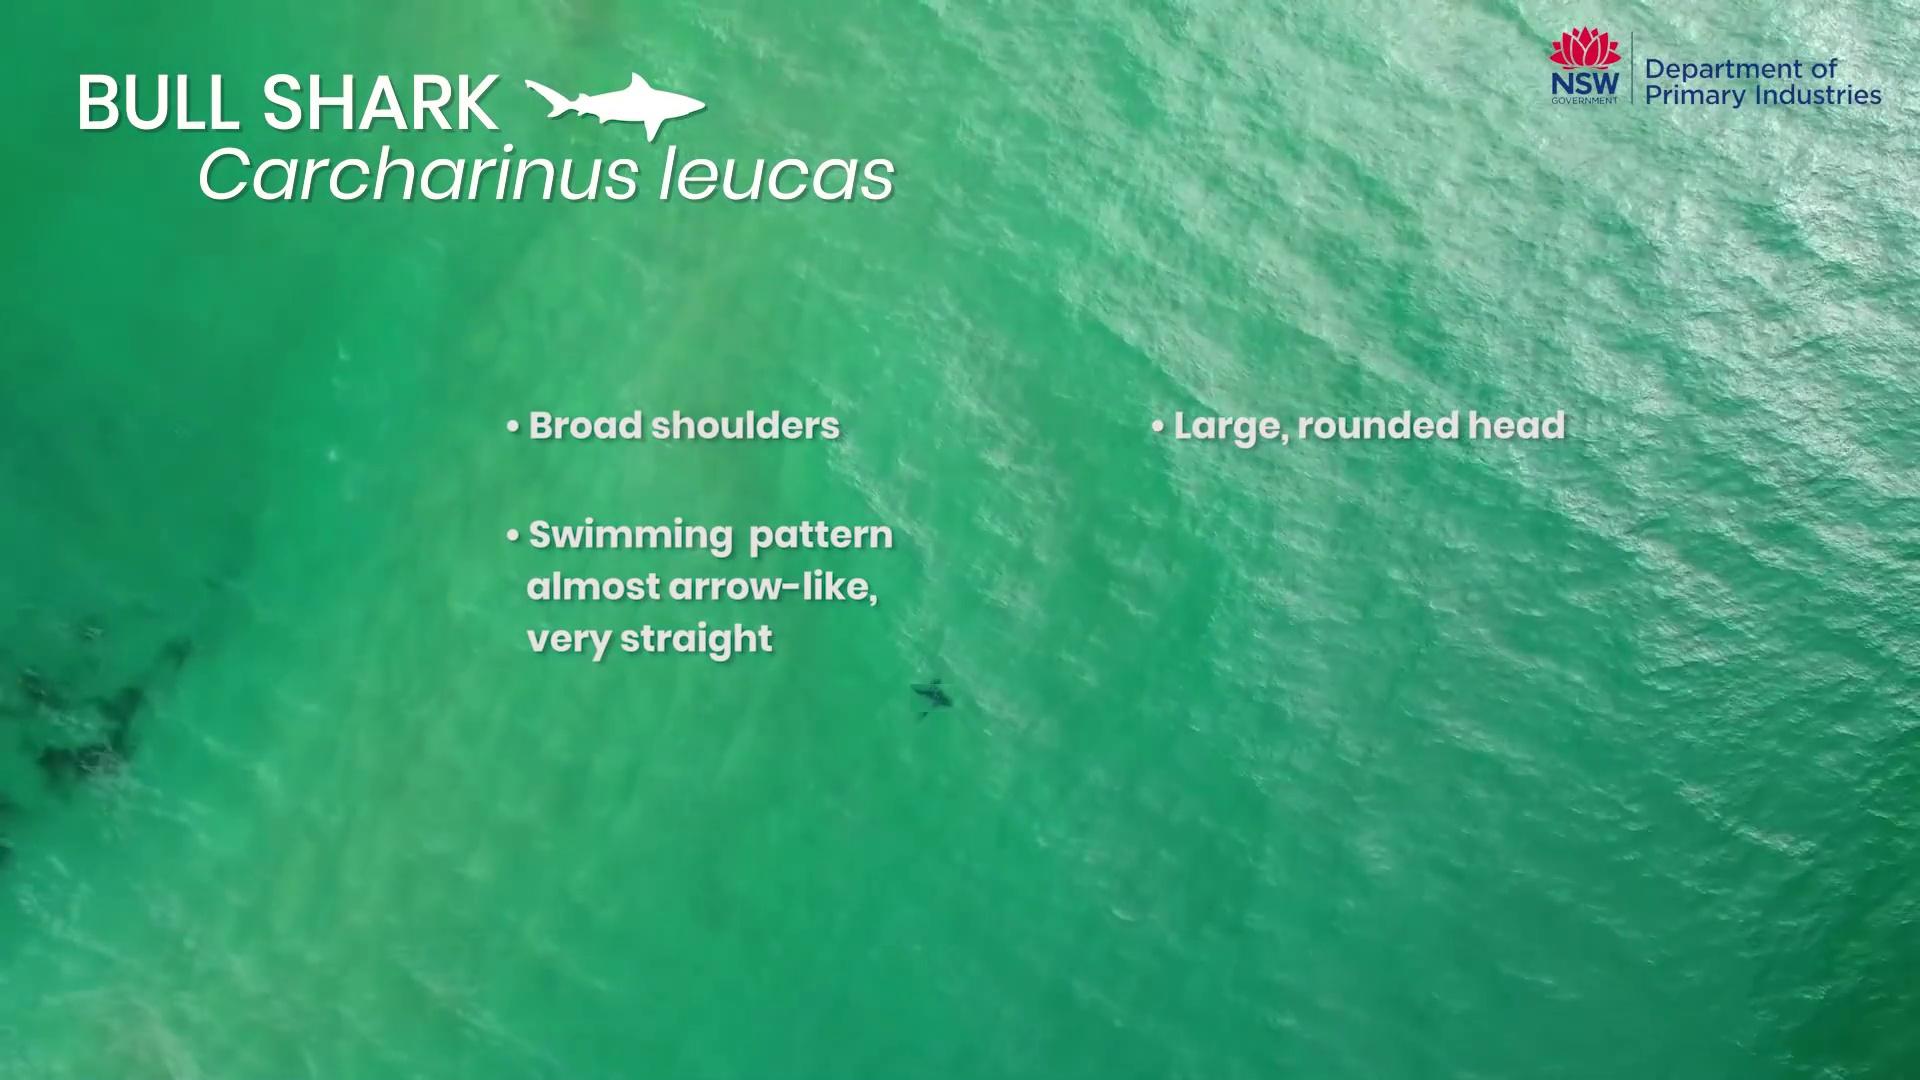 BULL SHARK
Carcharinus leucas
NSW
GOVERNMENT
Department of
Primary Industries
• Broad shoulders
• Swimming pattern
almost arrow-like,
very straight
• Large, rounded head